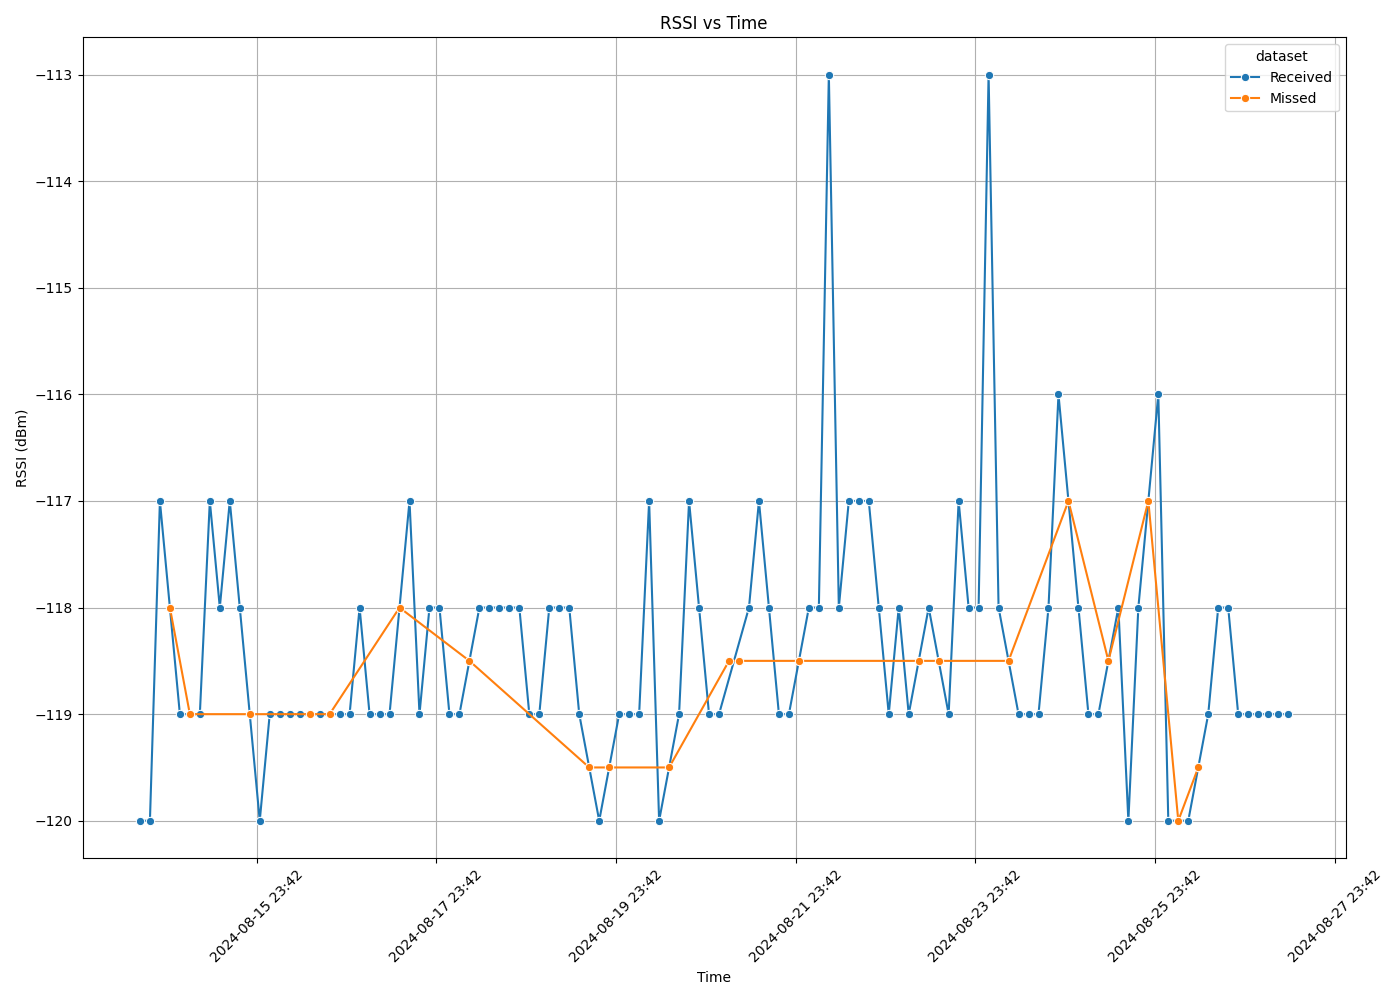 RSSI vs Time
dataset
Received
Missed
−113
−114
−115
−116
−117
−118
−119
−120
RSSI (dBm)
2024-08-15 23:42
2024-08-17 23:42
2024-08-19 23:42
2024-08-21 23:42
2024-08-23 23:42
2024-08-25 23:42
2024-08-27 23:42
Time